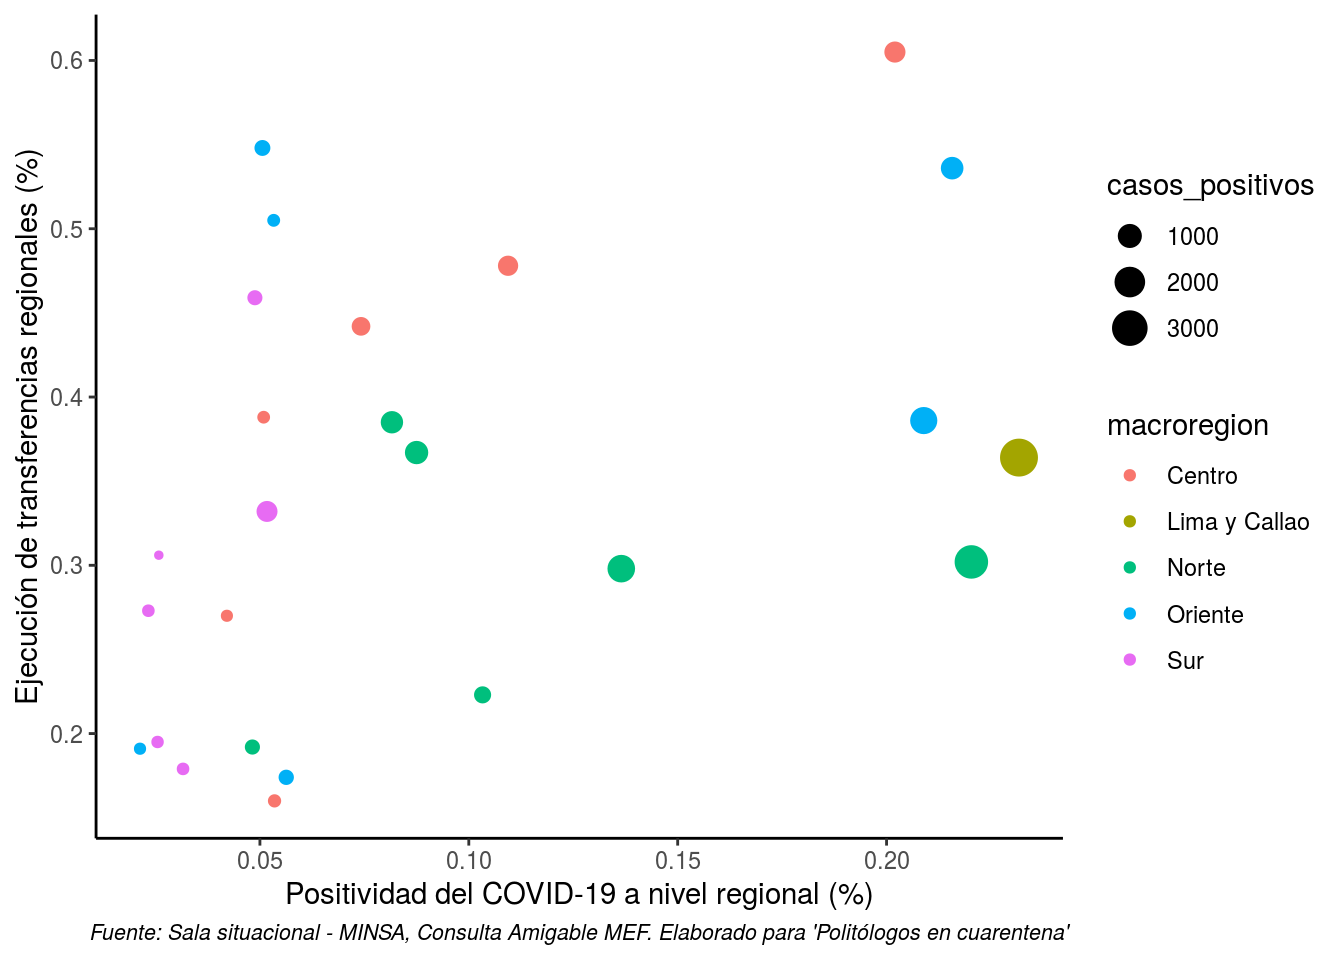 Ejecución de transferencias regionales (%)
0.6
0.5
0.4
0.3
0.2
0.05
0.10
0.15
0.20
Positividad del COVID-19 a nivel regional (%)
Fuente: Sala situacional - MINSA, Consulta Amigable MEF. Elaborado para 'Politólogos en cuarentena'
casos_positivos
1000
2000
3000
macroregion
Centro
Lima y Callao
Norte
Oriente
Sur